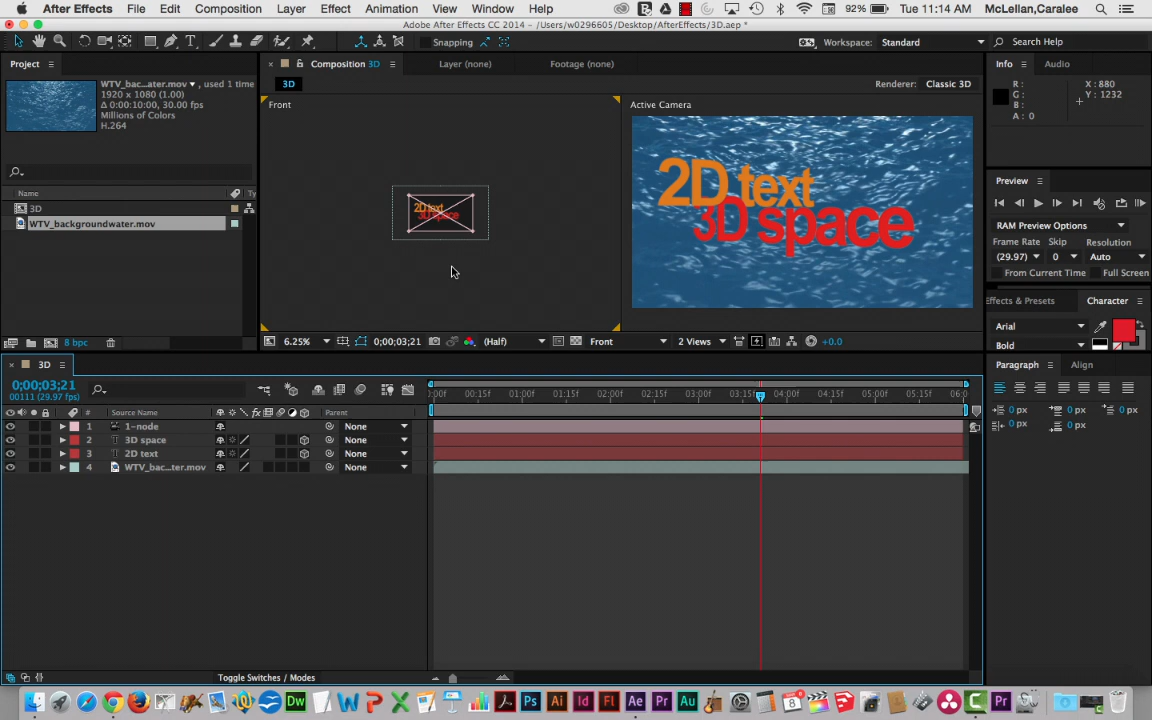 After Effects File Edit Composition Layer Effect Animation View Window Help 92% Tue 11:14 AM McLellan,Caralee
Adobe After Effects CC 2014 - /Users/w0296605/Desktop/AfterEffects/3D.aep *
Snapping Workspace: Standard Search Help
Project
WTV_bac...ater.mov ▾ , used 1 time
1920 x 1080 (1.00)
Δ 0:00:10:00, 30.00 fps
Millions of Colors
H.264
Name Ty
3D
WTV_backgroundwater.mov
8 bpc
Composition 3D Layer (none) Footage (none)
3D Renderer: Classic 3D
Front Active Camera
2D text
3D space
2D text
3D space
6.25% 0;00;03;21 (Half) Front 2 Views +0.0
Info Audio
R : X : 880
G : Y : 1232
B :
A : 0
Preview
RAM Preview Options
Frame Rate Skip Resolution
(29.97) 0 Auto
From Current Time Full Screen
Effects & Presets Character
Arial
Bold
Paragraph Align
0 px 0 px 0 px
0 px 0 px
3D
0;00;03;21
00111 (29.97 fps)
:00f 00:15f 01:00f 01:15f 02:00f 02:15f 03:00f 03:15f 04:00f 04:15f 05:00f 05:15f 06:0
# Source Name Parent
1 1-node None
2 T 3D space None
3 T 2D text None
4 WTV_bac...ter.mov None
Toggle Switches / Modes